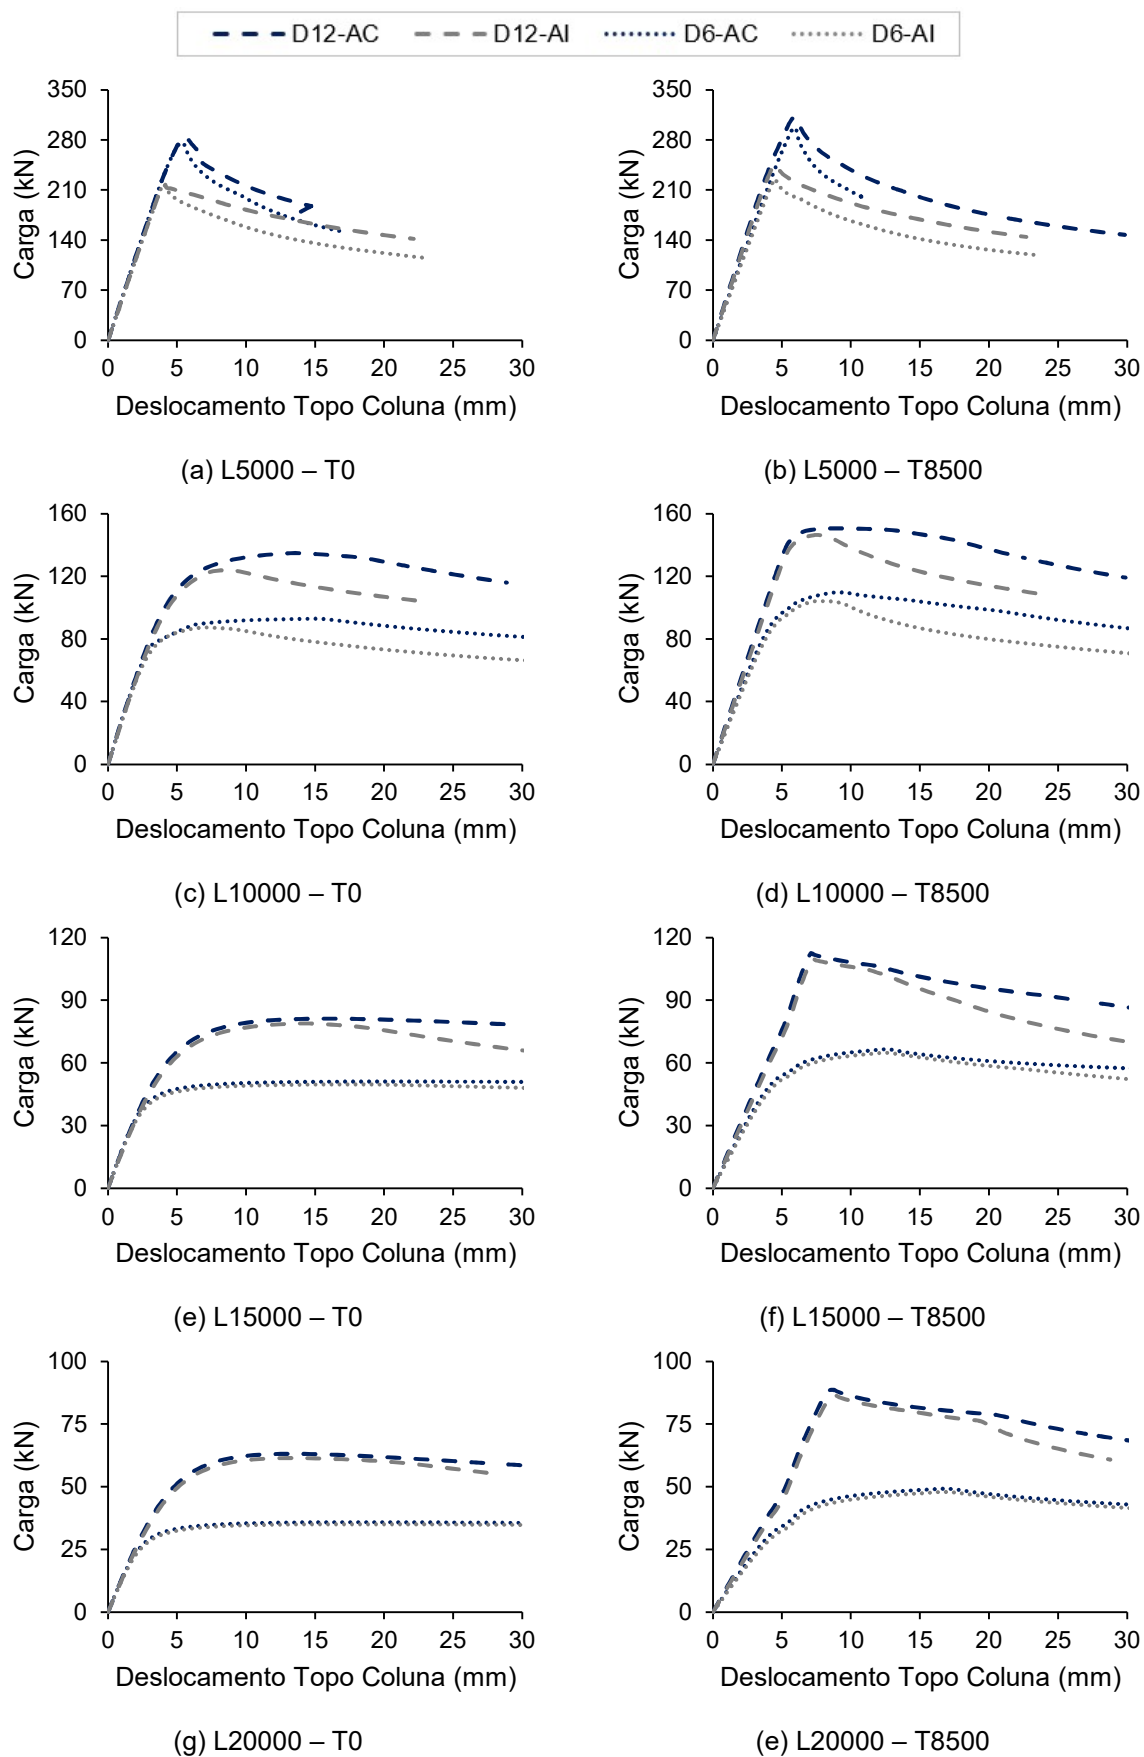 D12-AC D12-AI D6-AC D6-AI
350
280
210
140
70
0
Carga (kN)
0 5 10 15 20 25 30
Deslocamento Topo Coluna (mm)
(a) L5000 – T0
350
280
210
140
70
0
Carga (kN)
0 5 10 15 20 25 30
Deslocamento Topo Coluna (mm)
(b) L5000 – T8500
160
120
80
40
0
Carga (kN)
0 5 10 15 20 25 30
Deslocamento Topo Coluna (mm)
(c) L10000 – T0
160
120
80
40
0
Carga (kN)
0 5 10 15 20 25 30
Deslocamento Topo Coluna (mm)
(d) L10000 – T8500
120
90
60
30
0
Carga (kN)
0 5 10 15 20 25 30
Deslocamento Topo Coluna (mm)
(e) L15000 – T0
120
90
60
30
0
Carga (kN)
0 5 10 15 20 25 30
Deslocamento Topo Coluna (mm)
(f) L15000 – T8500
100
75
50
25
0
Carga (kN)
0 5 10 15 20 25 30
Deslocamento Topo Coluna (mm)
(g) L20000 – T0
100
75
50
25
0
Carga (kN)
0 5 10 15 20 25 30
Deslocamento Topo Coluna (mm)
(e) L20000 – T8500